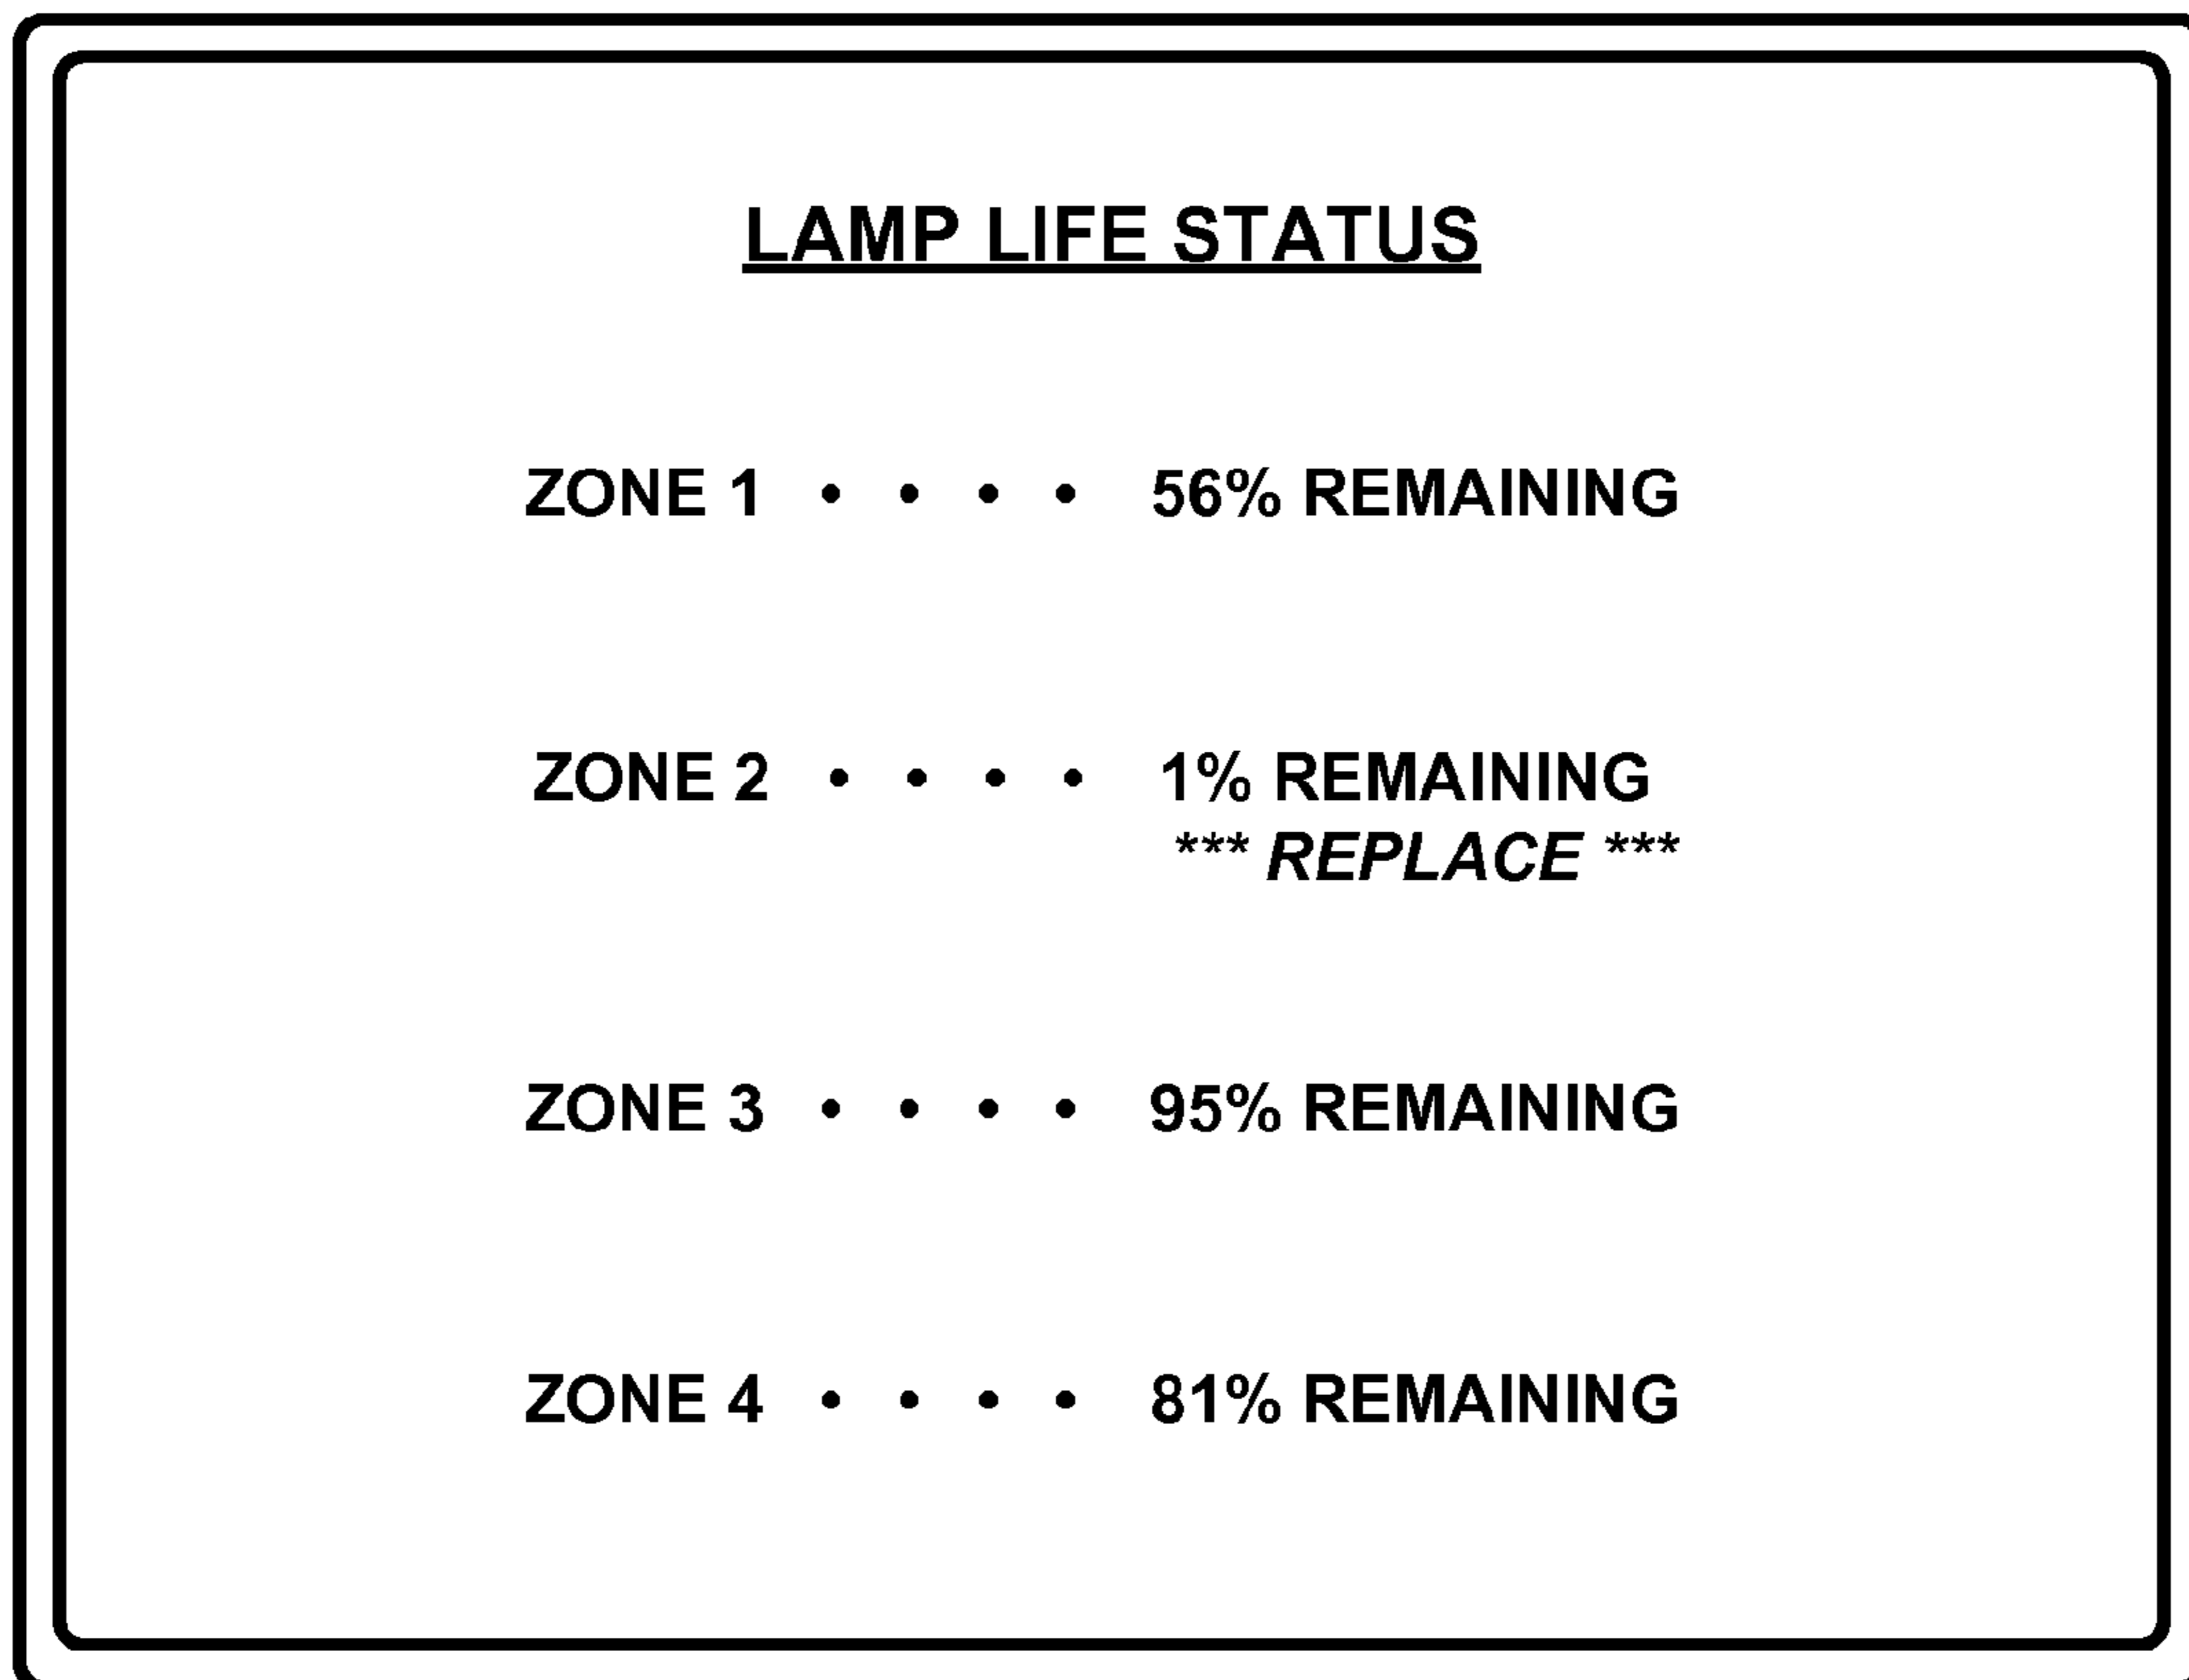 LAMP LIFE STATUS
ZONE 1 • • • • 56% REMAINING
ZONE 2 • • • • 1% REMAINING
*** REPLACE ***
ZONE 3 • • • • 95% REMAINING
ZONE 4 • • • • 81% REMAINING